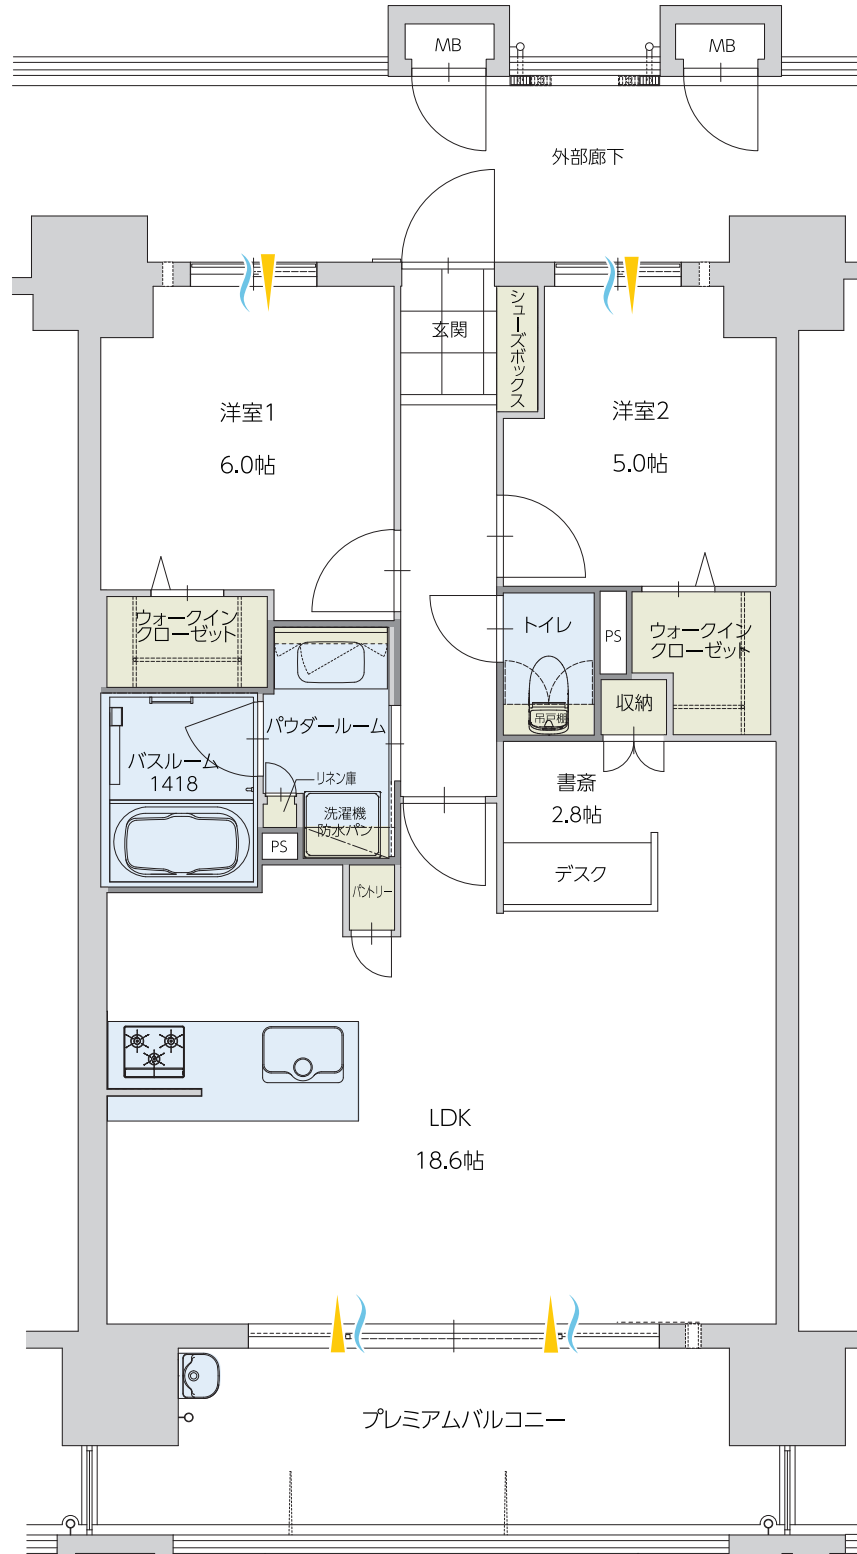 MB
MB
外部廊下
玄関
シューズボックス
洋室1
6.0帖
洋室2
5.0帖
ウォークイン
クローゼット
トイレ
PS
ウォークイン
クローゼット
吊戸棚
収納
パウダールーム
バスルーム
1418
リネン庫
洗濯機
防水パン
PS
書斎
2.8帖
デスク
パントリー
LDK
18.6帖
プレミアムバルコニー